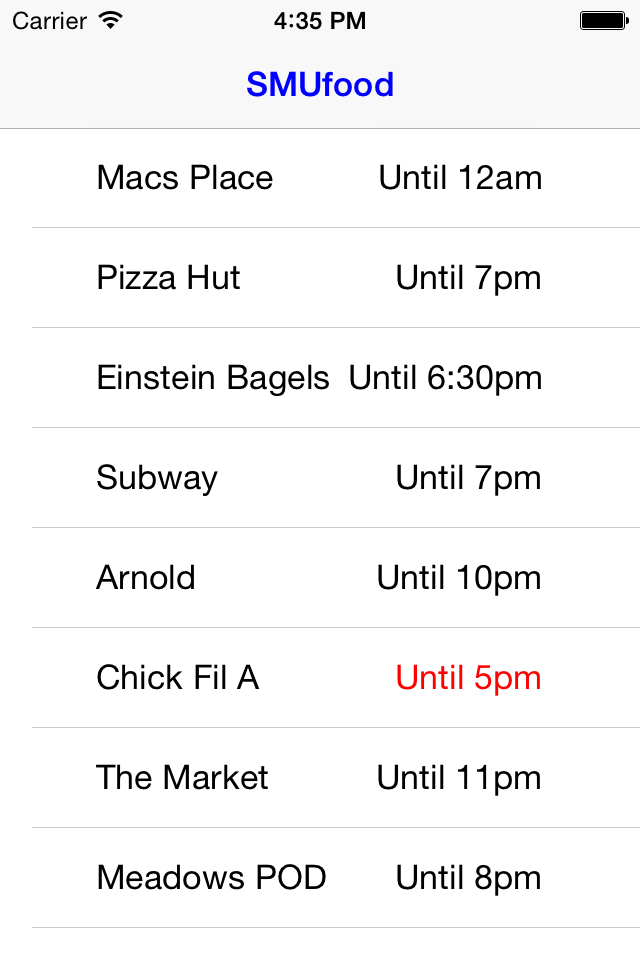 Carrier 4:35 PM
SMUfood
Macs Place Until 12am
Pizza Hut Until 7pm
Einstein Bagels Until 6:30pm
Subway Until 7pm
Arnold Until 10pm
Chick Fil A Until 5pm
The Market Until 11pm
Meadows POD Until 8pm